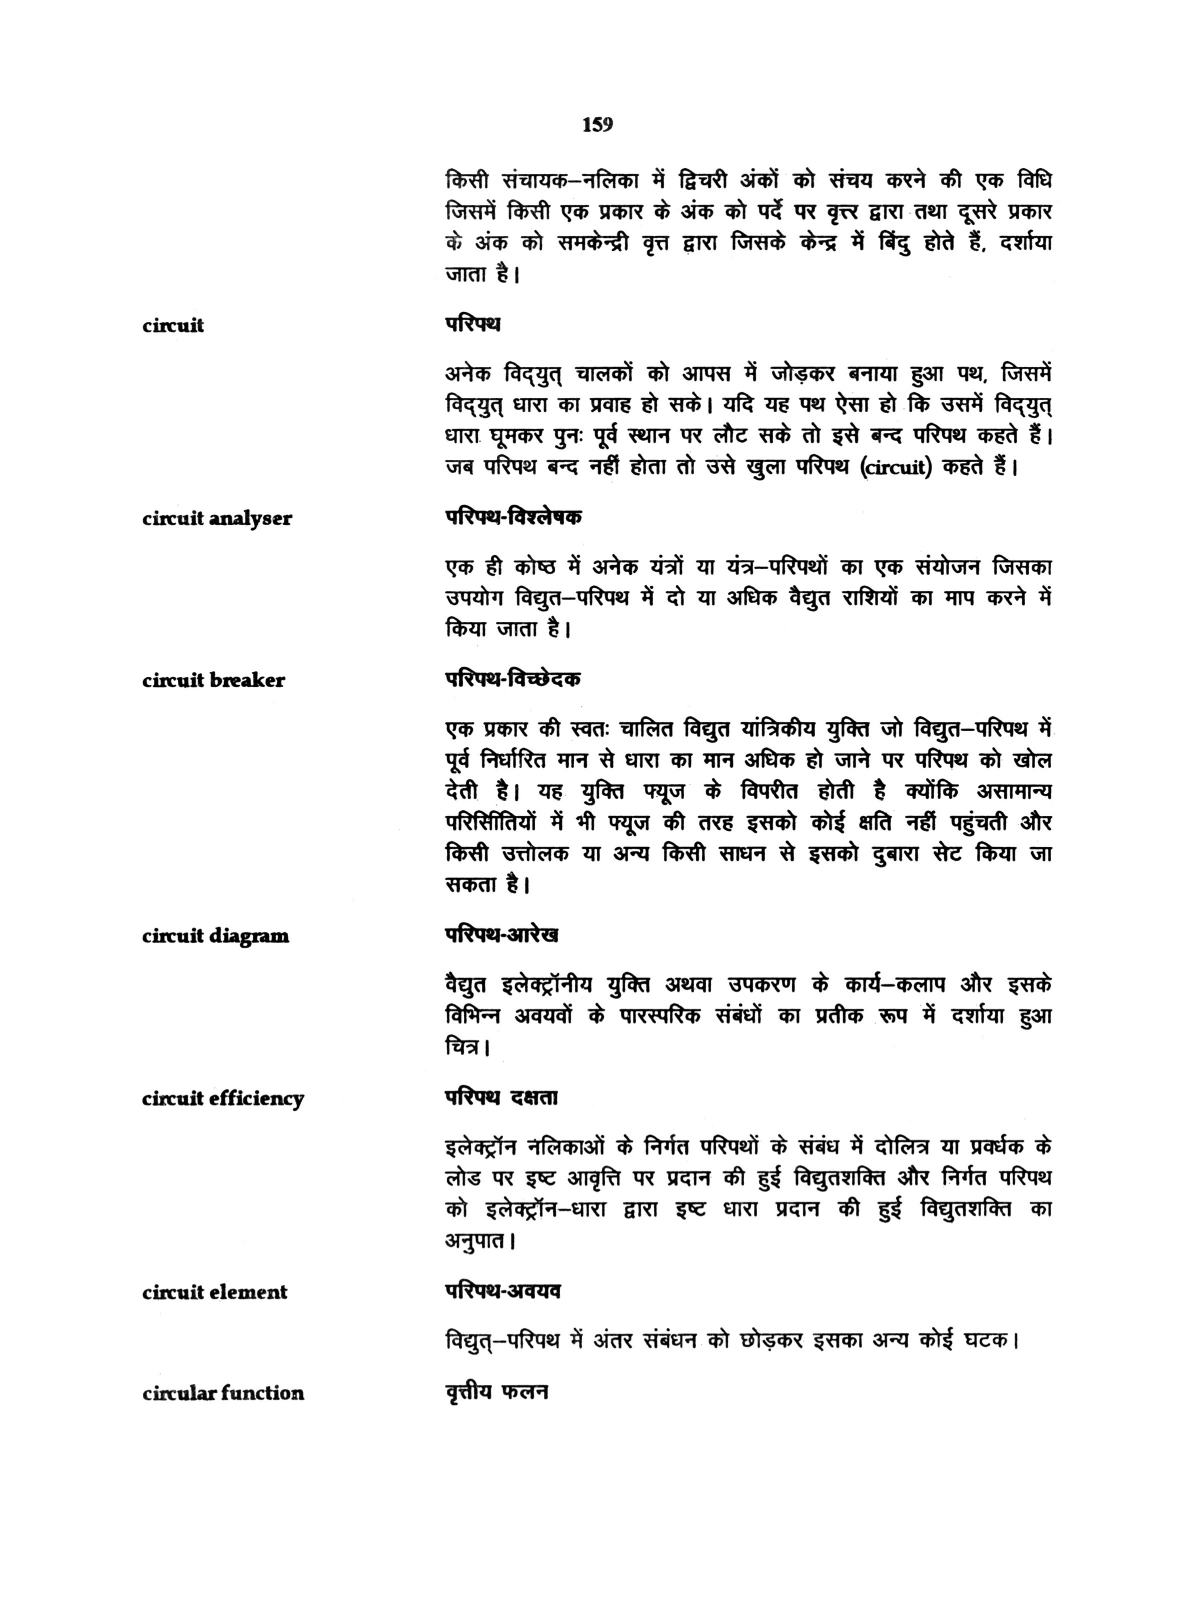 159
किसी संचायक–नलिका में द्विचरी अंकों को संचय करने की एक विधि
जिसमें किसी एक प्रकार के अंक को पर्दे पर वृत्त्र द्वारा तथा दूसरे प्रकार
के अंक को समकेन्द्री वृत्त द्वारा जिसके केन्द्र में बिंदु होते हैं, दर्शाया
जाता है।
circuit परिपथ
अनेक विद्‌युत् चालकों को आपस में जोड़कर बनाया हुआ पथ, जिसमें
विद्‌युत् धारा का प्रवाह हो सके। यदि यह पथ ऐसा हो कि उसमें विद्‌युत्
धारा घूमकर पुनः पूर्व स्थान पर लौट सके तो इसे बन्द परिपथ कहते हैं।
जब परिपथ बन्द नहीं होता तो उसे खुला परिपथ (circuit) कहते हैं।
circuit analyser परिपथ-विश्लेषक
एक ही कोष्ठ में अनेक यंत्रों या यंत्र–परिपथों का एक संयोजन जिसका
उपयोग विद्युत–परिपथ में दो या अधिक वैद्युत राशियों का माप करने में
किया जाता है।
circuit breaker परिपथ-विच्छेदक
एक प्रकार की स्वतः चालित विद्युत यांत्रिकीय युक्ति जो विद्युत–परिपथ में
पूर्व निर्धारित मान से धारा का मान अधिक हो जाने पर परिपथ को खोल
देती है। यह युक्ति फ्यूज के विपरीत होती है क्योंकि असामान्य
में भी फ्यूज की तरह इसको कोई क्षति नहीं पहुंचती और
किसी उत्तोलक या अन्य किसी साधन से इसको दुबारा सेट किया जा
सकता है।
circuit diagram परिपथ-आरेख
वैद्युत इलेक्ट्रॉनीय युक्ति अथवा उपकरण के कार्य–कलाप और इसके
विभिन्न अवयवों के पारस्परिक संबंधों का प्रतीक रूप में दर्शाया हुआ
चित्र।
circuit efficiency परिपथ दक्षता
इलेक्ट्रॉन नलिकाओं के निर्गत परिपथों के संबंध में दोलित्र या प्रवर्धक के
लोड पर इष्ट आवृत्ति पर प्रदान की हुई विद्युतशक्ति और निर्गत परिपथ
को इलेक्ट्रॉन–धारा द्वारा इष्ट धारा प्रदान की हुई विद्युतशक्ति का
अनुपात।
circuit element परिपथ-अवयव
विद्युत्–परिपथ में अंतर संबंधन को छोड़कर इसका अन्य कोई घटक।
circular function वृत्तीय फलन